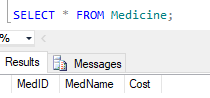 SELECT * FROM Medicine;
% 
Results Messages
MedID MedName Cost